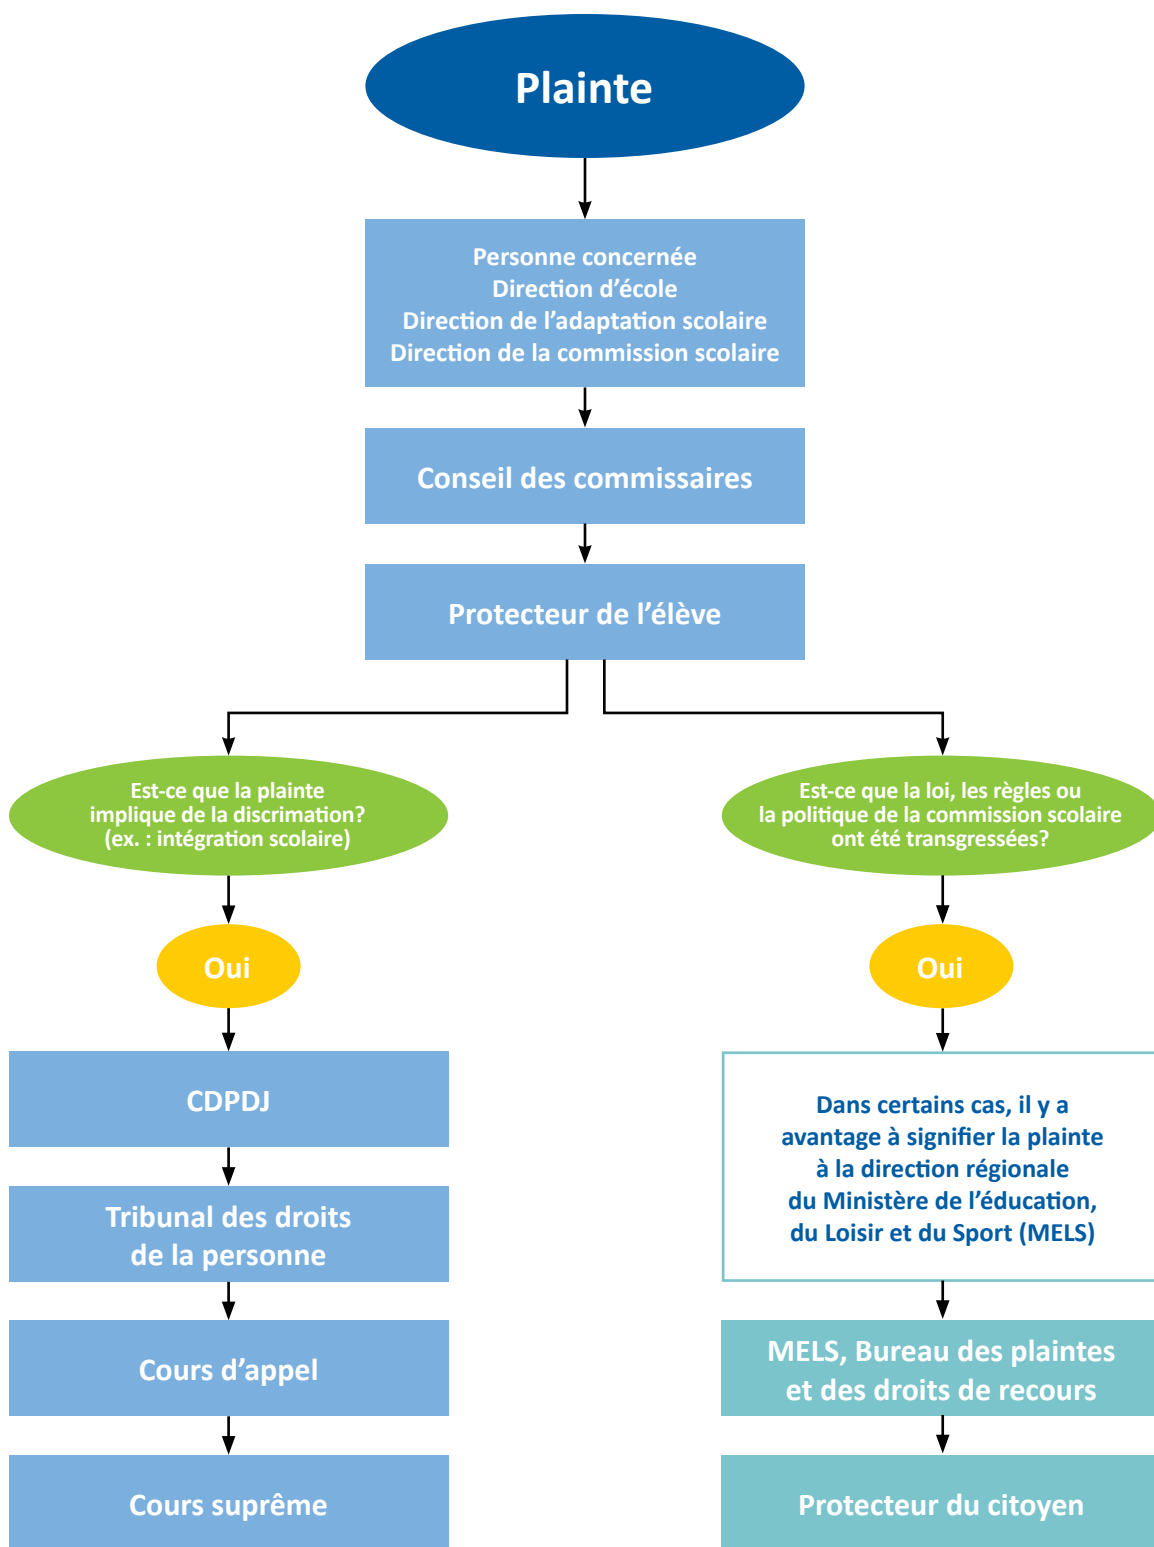 Plainte
Personne concernée
Direction d’école
Direction de l’adaptation scolaire
Direction de la commission scolaire
Conseil des commissaires
Protecteur de l’élève
Est-ce que la plainte
implique de la discrimation?
(ex. : intégration scolaire)
Oui
CDPDJ
Tribunal des droits
de la personne
Cours d’appel
Cours suprême
Est-ce que la loi, les règles ou
la politique de la commission scolaire
ont été transgressées?
Oui
Dans certains cas, il y a
avantage à signifier la plainte
à la direction régionale
du Ministère de l’éducation,
du Loisir et du Sport (MELS)
MELS, Bureau des plaintes
et des droits de recours
Protecteur du citoyen